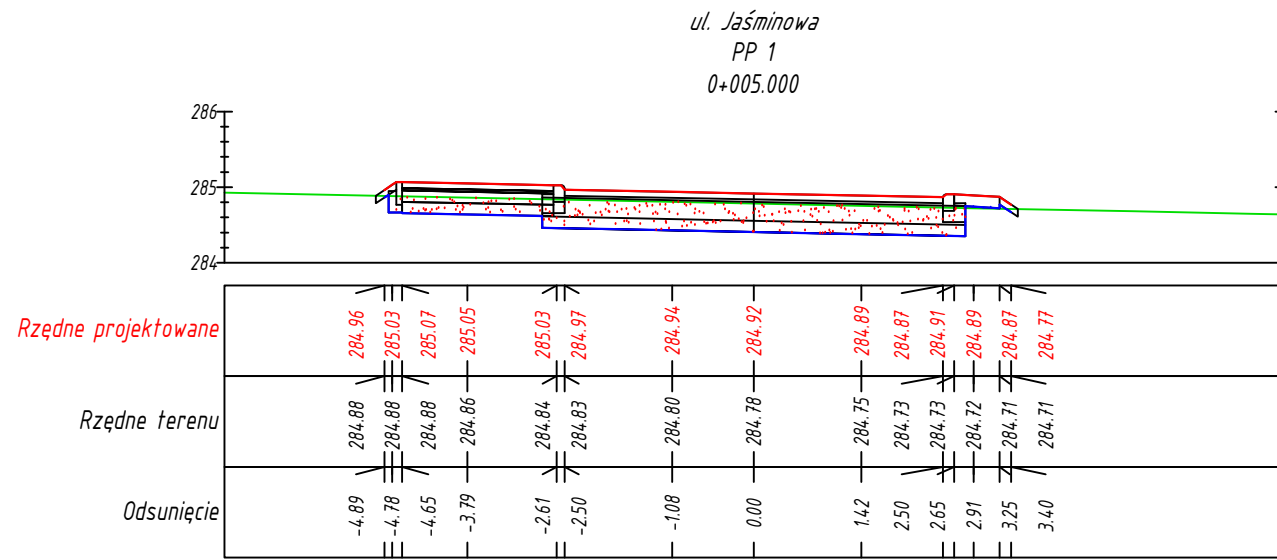 ul. Jaśminowa
PP 1
0+005.000
286
285
284
Rzędne projektowane 284.96 285.03 285.07 285.05 285.03 284.97 284.94 284.92 284.89 284.87 284.91 284.89 284.87 284.77
Rzędne terenu 284.88 284.88 284.88 284.86 284.84 284.83 284.80 284.78 284.75 284.73 284.73 284.72 284.71 284.71
Odsunięcie -4.89 -4.78 -4.65 -3.79 -2.61 -2.50 -1.08 0.00 1.42 2.50 2.65 2.91 3.25 3.40